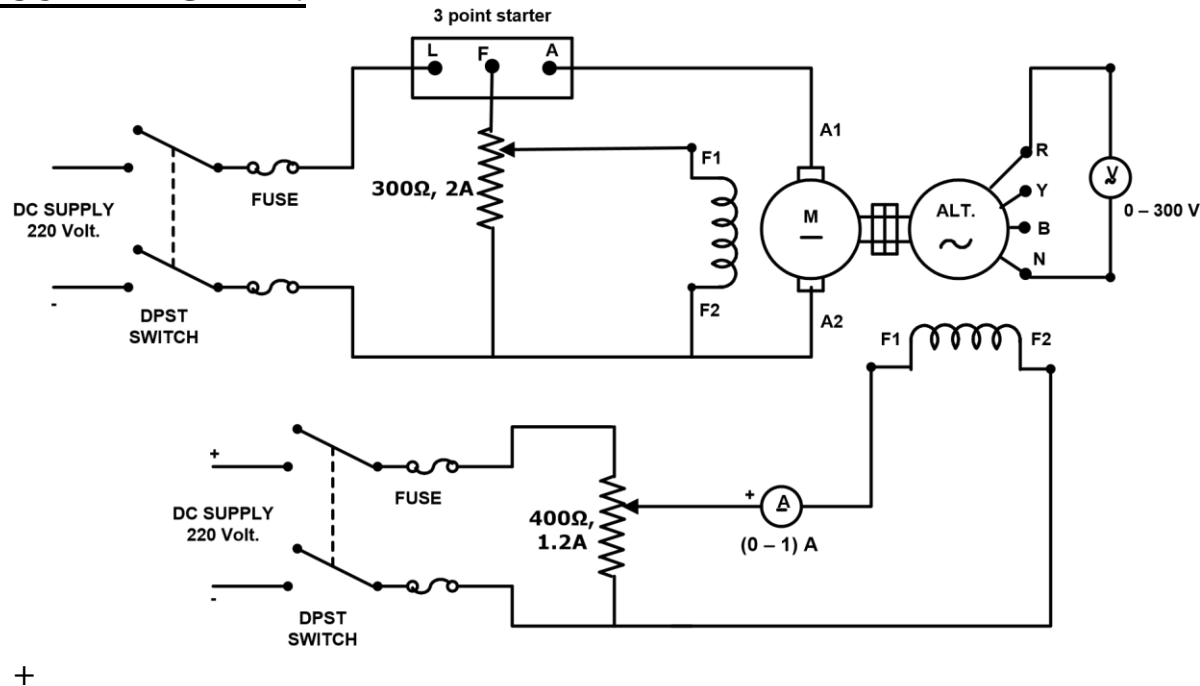 3 point starter
L F A
A1
F1
300Ω, 2A
FUSE
DC SUPPLY
220 Volt.
-
DPST
SWITCH
F2
A2
M
ALT.
R
Y
B
N
V
0 – 300 V
F1 F2
+
DC SUPPLY
220 Volt.
-
FUSE
DPST
SWITCH
400Ω,
1.2A
+
A
(0 – 1) A
+